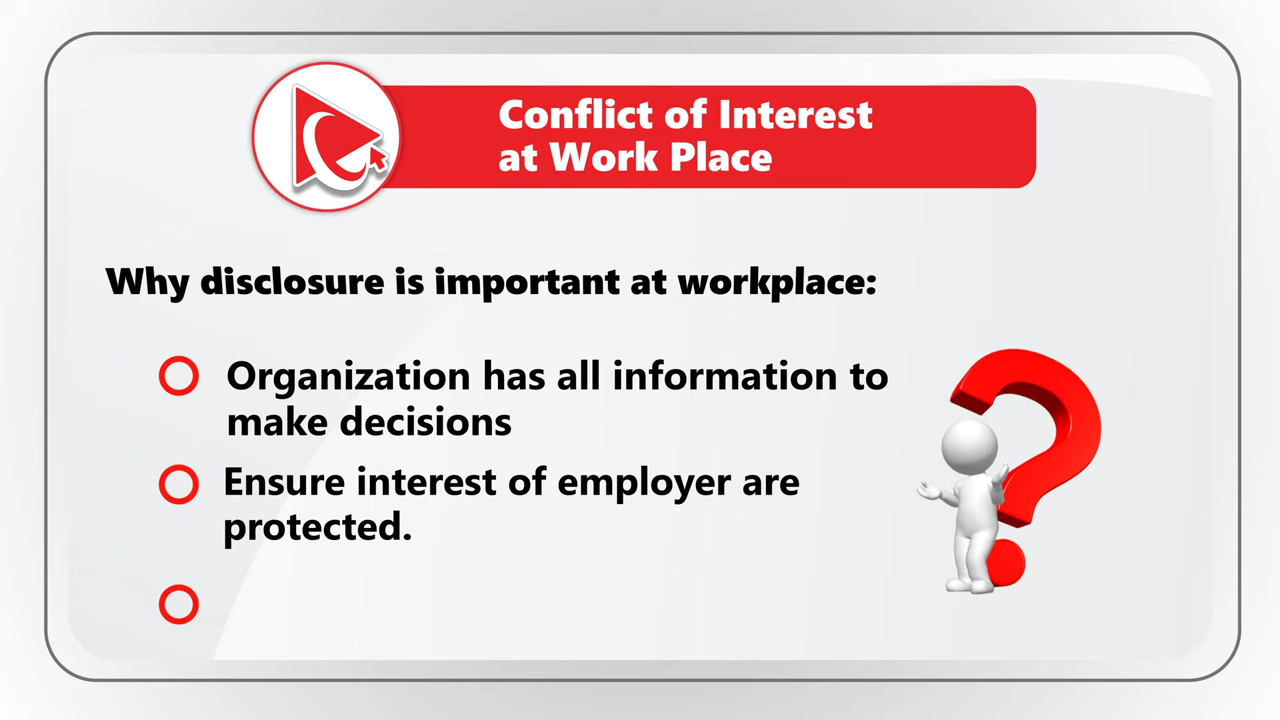 Conflict of Interest
at Work Place
Why disclosure is important at workplace:
Organization has all information to
make decisions
Ensure interest of employer are
protected.